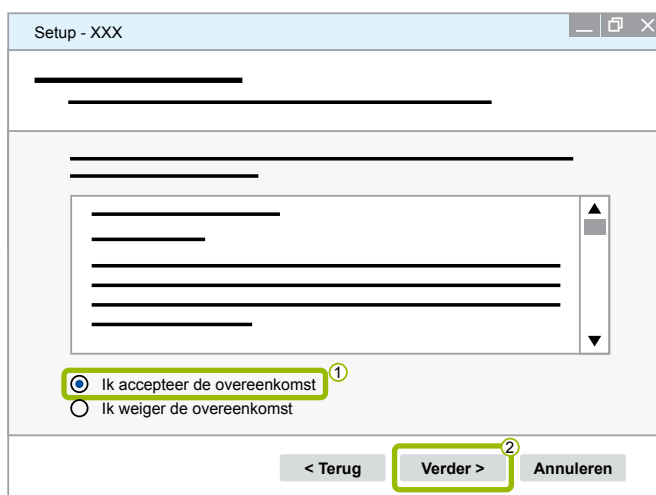 Setup - XXX
Ik accepteer de overeenkomst
1
Ik weiger de overeenkomst
2
< Terug
Verder >
Annuleren